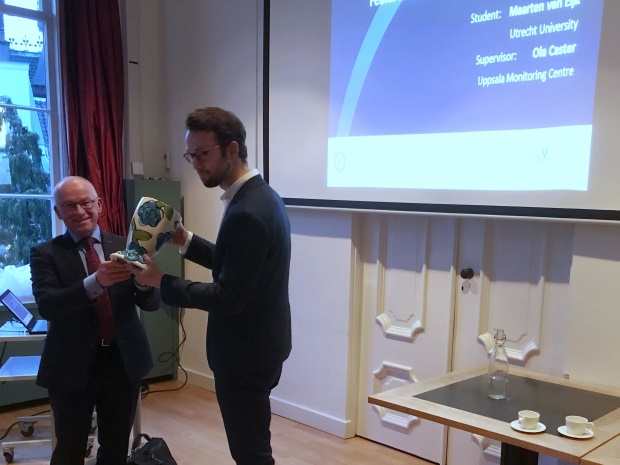 Student: Maarten van Eijk
Utrecht University
Supervisor: Ola Caster
Uppsala Monitoring Centre